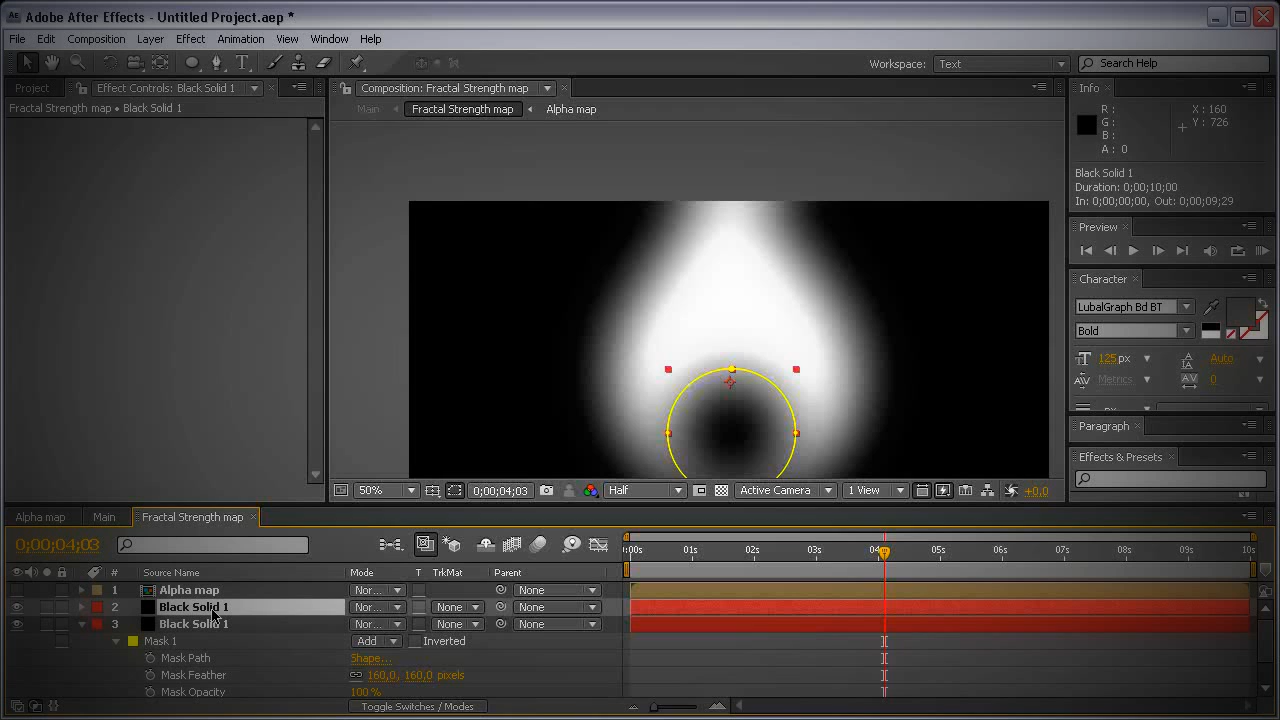 Adobe After Effects - Untitled Project.aep *
File Edit Composition Layer Effect Animation View Window Help
Workspace: Text Search Help
Project Effect Controls: Black Solid 1
Fractal Strength map • Black Solid 1
Composition: Fractal Strength map
Main Fractal Strength map Alpha map
Info
R :
G :
B :
A : 0
X : 160
Y : 726
Black Solid 1
Duration: 0;00;10;00
In: 0;00;00;00, Out: 0;00;09;29
Preview
Character
LubalGraph Bd BT
Bold
125 px Auto
Metrics 0
Paragraph
Effects & Presets
50% 0;00;04;03 Half Active Camera 1 View +0,0
Alpha map Main Fractal Strength map
0;00;04;03
:00s 01s 02s 03s 04s 05s 06s 07s 08s 09s 10s
# Source Name Mode T TrkMat Parent
1 Alpha map Nor... None
2 Black Solid 1 Nor... None None
3 Black Solid 1 Nor... None None
Mask 1 Add Inverted
Mask Path Shape...
Mask Feather 160,0, 160,0 pixels
Mask Opacity 100 %
Toggle Switches / Modes